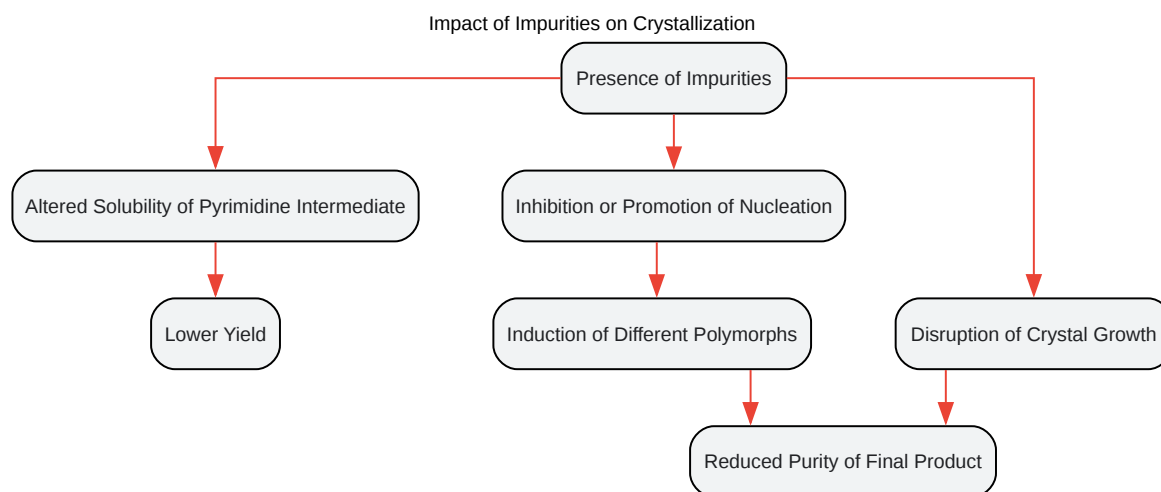 Impact of Impurities on Crystallization
Presence of Impurities
Altered Solubility of Pyrimidine Intermediate
Inhibition or Promotion of Nucleation
Lower Yield
Induction of Different Polymorphs
Disruption of Crystal Growth
Reduced Purity of Final Product